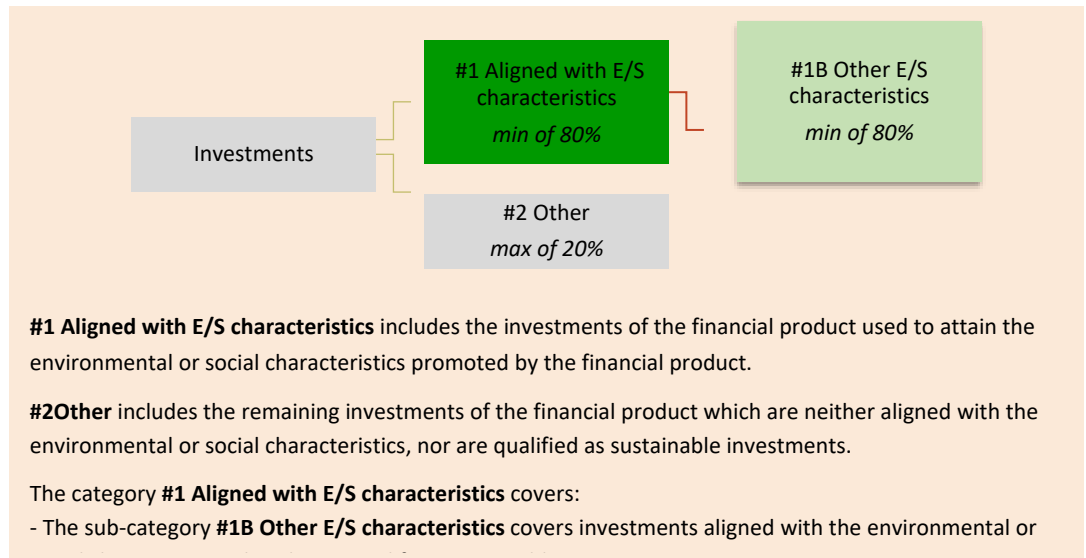 #1 Aligned with E/S
characteristics
min of 80%
#1B Other E/S
characteristics
min of 80%
Investments
#2 Other
max of 20%
#1 Aligned with E/S characteristics includes the investments of the financial product used to attain the
environmental or social characteristics promoted by the financial product.
#2Other includes the remaining investments of the financial product which are neither aligned with the
environmental or social characteristics, nor are qualified as sustainable investments.
The category #1 Aligned with E/S characteristics covers:
- The sub-category #1B Other E/S characteristics covers investments aligned with the environmental or